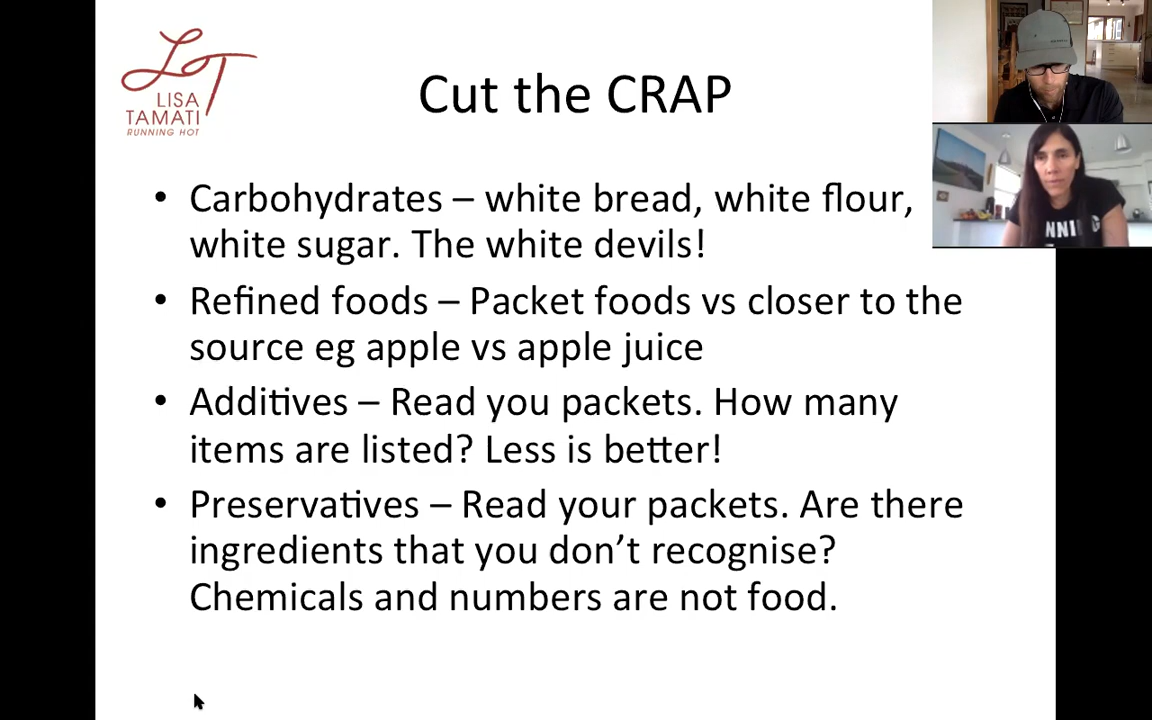 LT
LISA
TAMATI
RUNNING HOT
Cut the CRAP
• Carbohydrates – white bread, white flour,
white sugar. The white devils!
• Refined foods – Packet foods vs closer to the
source eg apple vs apple juice
• Additives – Read you packets. How many
items are listed? Less is better!
• Preservatives – Read your packets. Are there
ingredients that you don’t recognise?
Chemicals and numbers are not food.